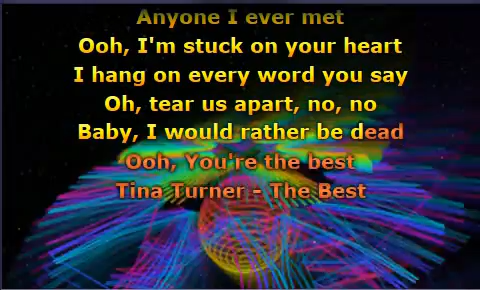 Anyone I ever met
Ooh, I'm stuck on your heart
I hang on every word you say
Oh, tear us apart, no, no
Baby, I would rather be dead
Ooh, You're the best
Tina Turner - The Best